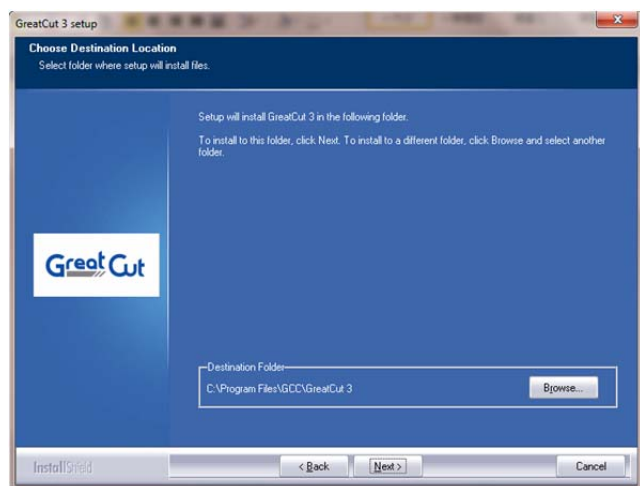 GreatCut 3 setup
Choose Destination Location
Select folder where setup will install files.
Setup will install GreatCut 3 in the following folder.
To install to this folder, click Next. To install to a different folder, click Browse and select another
folder.
Great Cut
Destination Folder
C:\Program Files\GCC\GreatCut 3
Browse...
InstallShield
< Back
Next >
Cancel